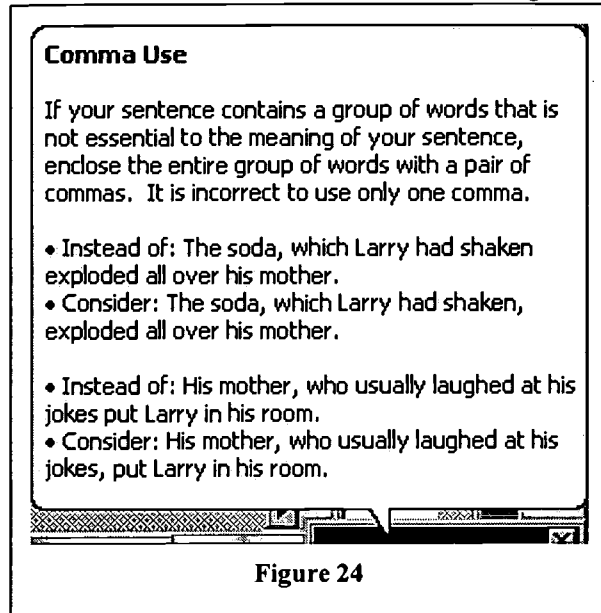 Comma Use
If your sentence contains a group of words that is
not essential to the meaning of your sentence,
enclose the entire group of words with a pair of
commas. It is incorrect to use only one comma.
• Instead of: The soda, which Larry had shaken
exploded all over his mother.
• Consider: The soda, which Larry had shaken,
exploded all over his mother.
• Instead of: His mother, who usually laughed at his
jokes put Larry in his room.
• Consider: His mother, who usually laughed at his
jokes, put Larry in his room.
Figure 24